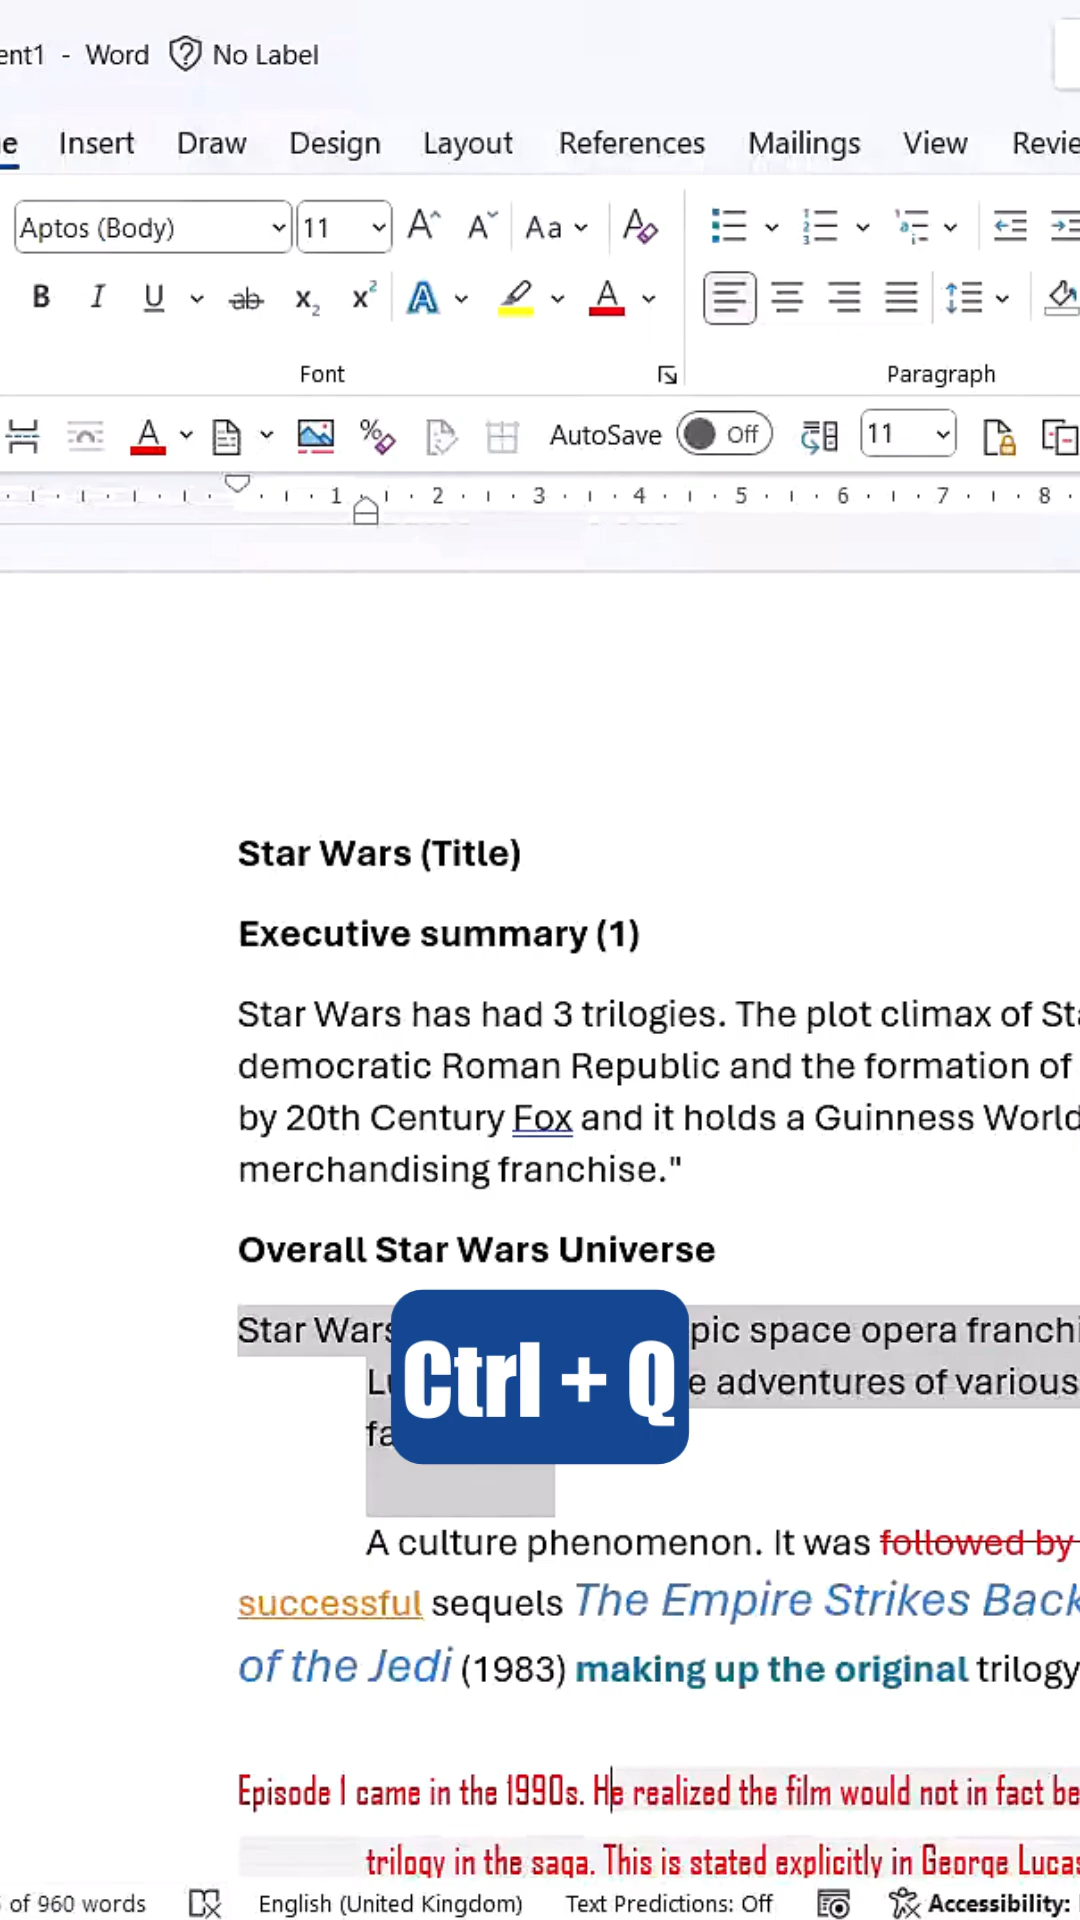 ent1 - Word No Label
e Insert Draw Design Layout References Mailings View Revie
Aptos (Body) 11 Aa
B I U ab x2 x2 A A
Font Paragraph
A AutoSave Off 11
1 2 3 4 5 6 7 8
Star Wars (Title)
Executive summary (1)
Star Wars has had 3 trilogies. The plot climax of Sta
democratic Roman Republic and the formation of
by 20th Century Fox and it holds a Guinness World
merchandising franchise."
Overall Star Wars Universe
Star Wars pic space opera franchi
Lu e adventures of various
fa
Ctrl + Q
A culture phenomenon. It was followed by
successful sequels The Empire Strikes Back
of the Jedi (1983) making up the original trilogy
Episode 1 came in the 1990s. He realized the film would not in fact be
trilogy in the saga. This is stated explicitly in George Lucas
of 960 words English (United Kingdom) Text Predictions: Off Accessibility: